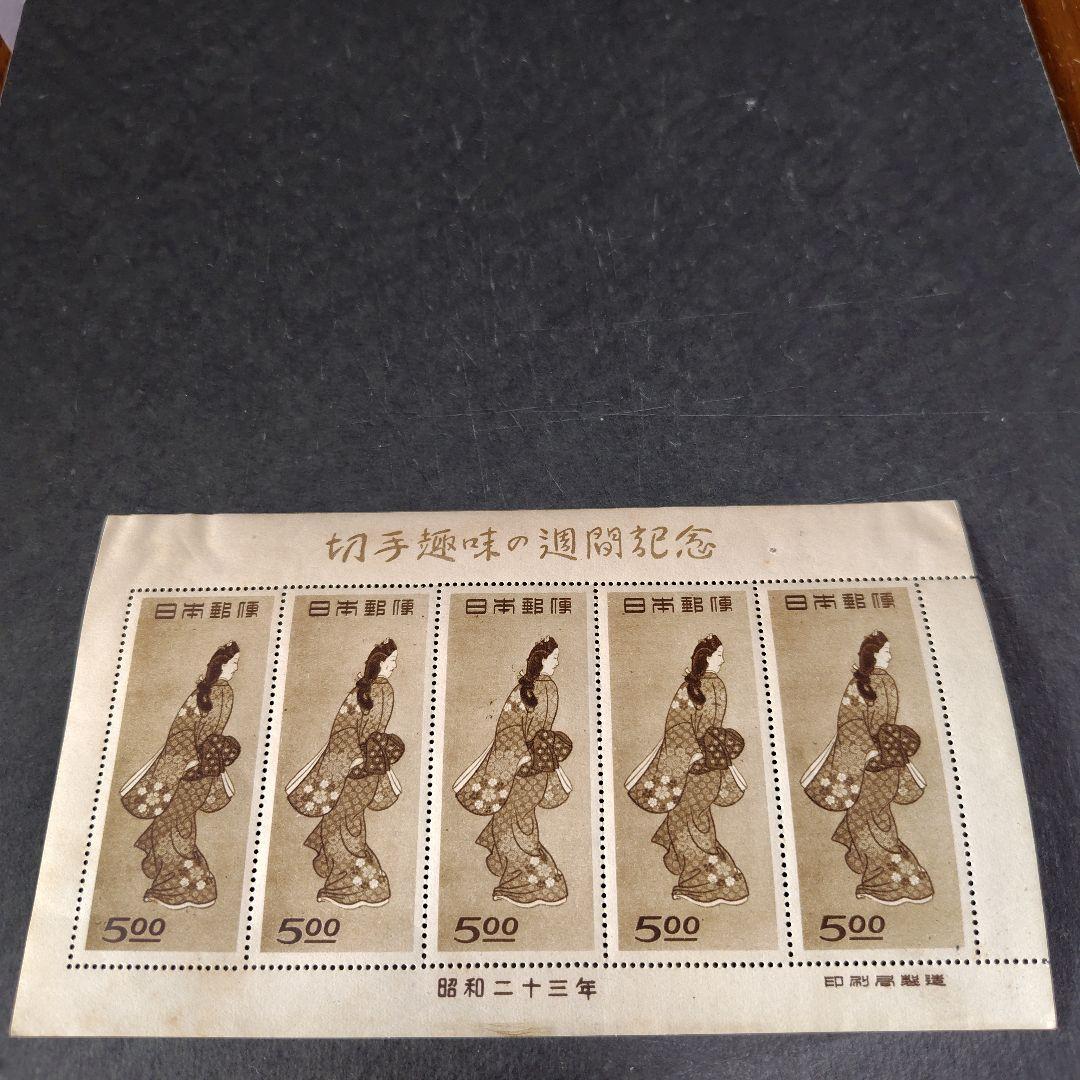 切手趣味の週間記念
日本郵便 日本郵便 日本郵便 日本郵便 日本郵便
5.00 5.00 5.00 5.00 5.00
昭和二十三年 印刷局製造